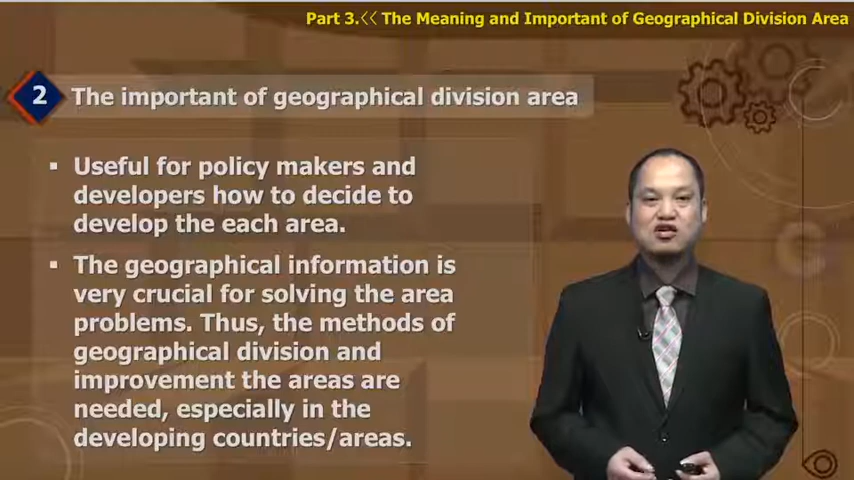 Part 3.<< The Meaning and Important of Geographical Division Area
2 The important of geographical division area
▪ Useful for policy makers and
developers how to decide to
develop the each area.
▪ The geographical information is
very crucial for solving the area
problems. Thus, the methods of
geographical division and
improvement the areas are
needed, especially in the
developing countries/areas.